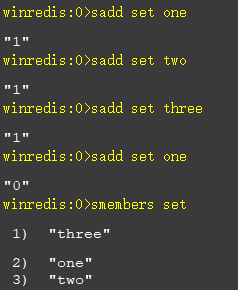 winredis:0>sadd set one
"1"
winredis:0>sadd set two
"1"
winredis:0>sadd set three
"1"
winredis:0>sadd set one
"0"
winredis:0>smembers set
1) "three"
2) "one"
3) "two"